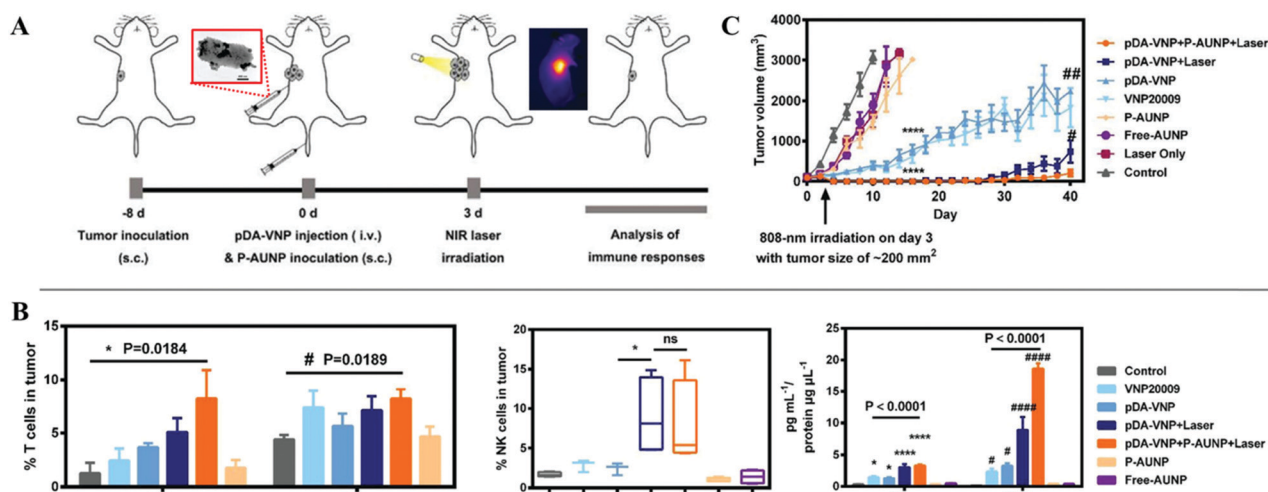 A
-8 d
0 d
3 d
Tumor inoculation
(s.c.)
pDA-VNP injection ( i.v.)
& P-AUNP inoculation (s.c.)
NIR laser
irradiation
Analysis of
immune responses
C
Tumor volume (mm3)
4000
3000
2000
1000
0
0
10
20
30
40
Day
****
****
##
#
808-nm irradiation on day 3
with tumor size of ~200 mm2
pDA-VNP+P-AUNP+Laser
pDA-VNP+Laser
pDA-VNP
VNP20009
P-AUNP
Free-AUNP
Laser Only
Control
B
% T cells in tumor
15
10
5
0
* P=0.0184
# P=0.0189
% NK cells in tumor
20
15
10
5
0
*
ns
pg mL-1/
protein µg µL-1
25
20
15
10
5
0
P < 0.0001
* * **** ****
P < 0.0001
# # #### ####
Control
VNP20009
pDA-VNP
pDA-VNP+Laser
pDA-VNP+P-AUNP+Laser
P-AUNP
Free-AUNP